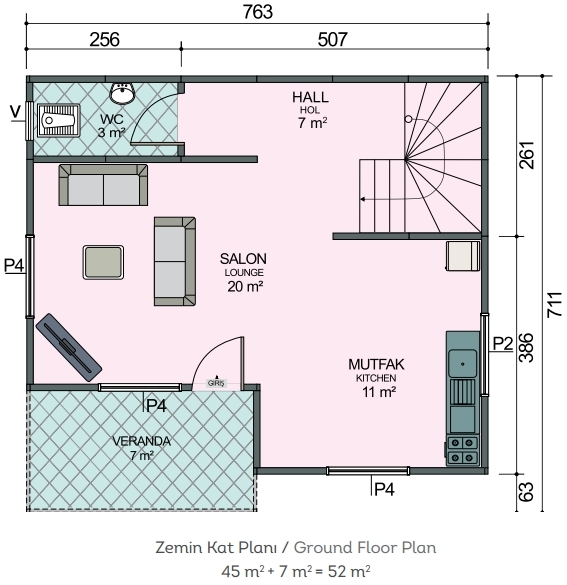 763
256
507
HALL
HOL
7 m²
V
WC
3 m²
261
SALON
LOUNGE
20 m²
P4
711
P2
386
MUTFAK
KITCHEN
11 m²
GİRİŞ
P4
VERANDA
7 m²
P4
63
Zemin Kat Planı / Ground Floor Plan
45 m² + 7 m² = 52 m²